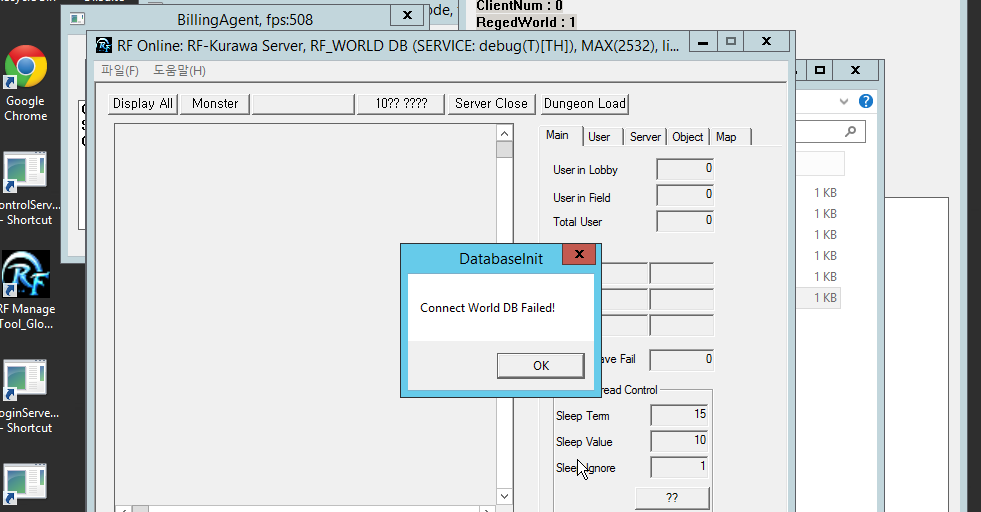 ClientNum : 0
RegedWorld : 1
BillingAgent, fps:508
RF Online: RF-Kurawa Server, RF_WORLD DB (SERVICE: debug(T)[TH]), MAX(2532), li...
파일(F) 도움말(H)
Display All
Monster
10?? ????
Server Close
Dungeon Load
Main
User
Server
Object
Map
User in Lobby 0
User in Field 0
Total User 0
DatabaseInit
Connect World DB Failed!
OK
ave Fail 0
read Control
Sleep Term 15
Sleep Value 10
Sleep Ignore 1
??
Google
Chrome
ontrolServ...
- Shortcut
RF
RF Manage
Tool_Glo...
oginServe...
- Shortcut
1 KB
1 KB
1 KB
1 KB
1 KB
1 KB